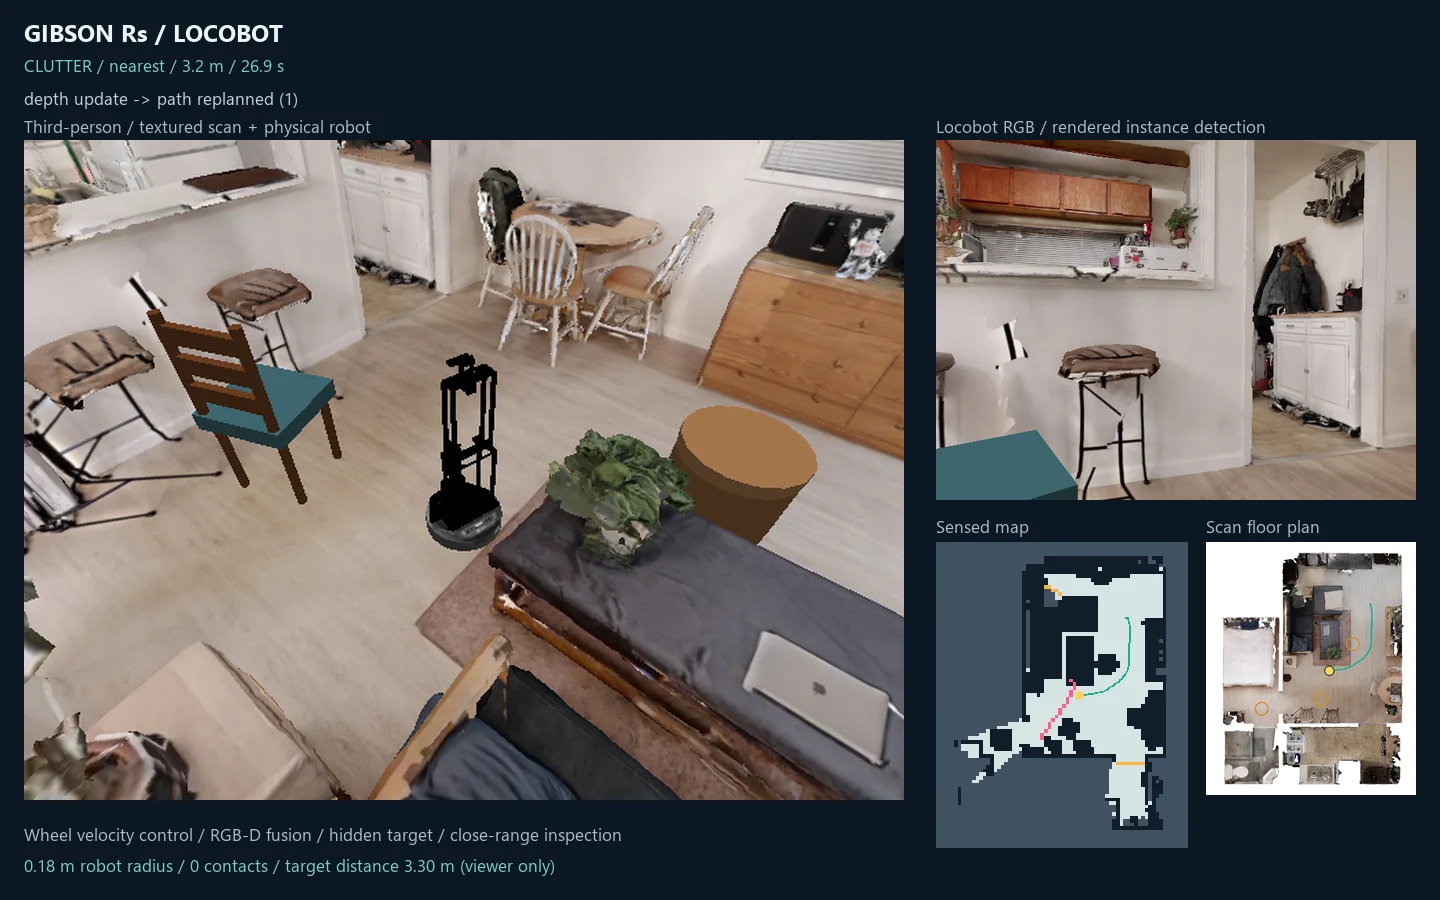 GIBSON Rs / LOCOBOT
CLUTTER / nearest / 3.2 m / 26.9 s
depth update -> path replanned (1)
Third-person / textured scan + physical robot
Locobot RGB / rendered instance detection
Sensed map
Scan floor plan
Wheel velocity control / RGB-D fusion / hidden target / close-range inspection
0.18 m robot radius / 0 contacts / target distance 3.30 m (viewer only)